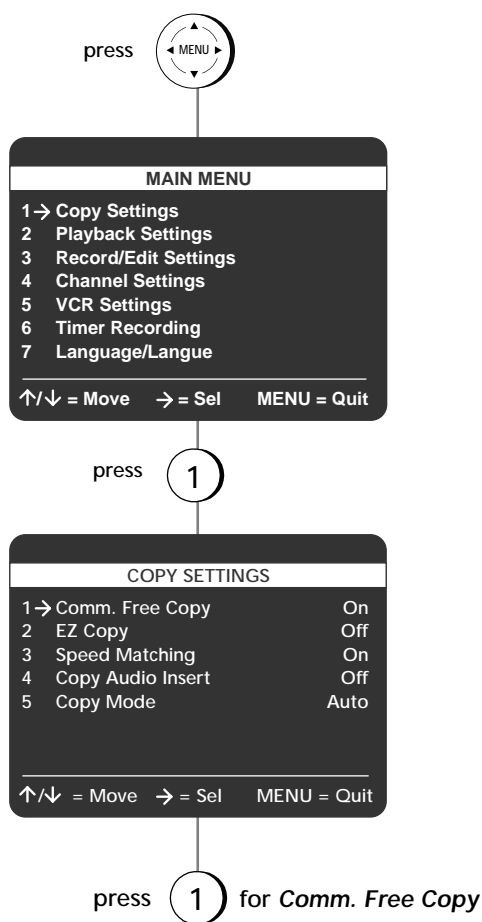 press MENU
MAIN MENU
1→ Copy Settings
2 Playback Settings
3 Record/Edit Settings
4 Channel Settings
5 VCR Settings
6 Timer Recording
7 Language/Langue
↑/↓ = Move → = Sel MENU = Quit
press 1
COPY SETTINGS
1→ Comm. Free Copy On
2 EZ Copy Off
3 Speed Matching On
4 Copy Audio Insert Off
5 Copy Mode Auto
↑/↓ = Move → = Sel MENU = Quit
press 1 for Comm. Free Copy